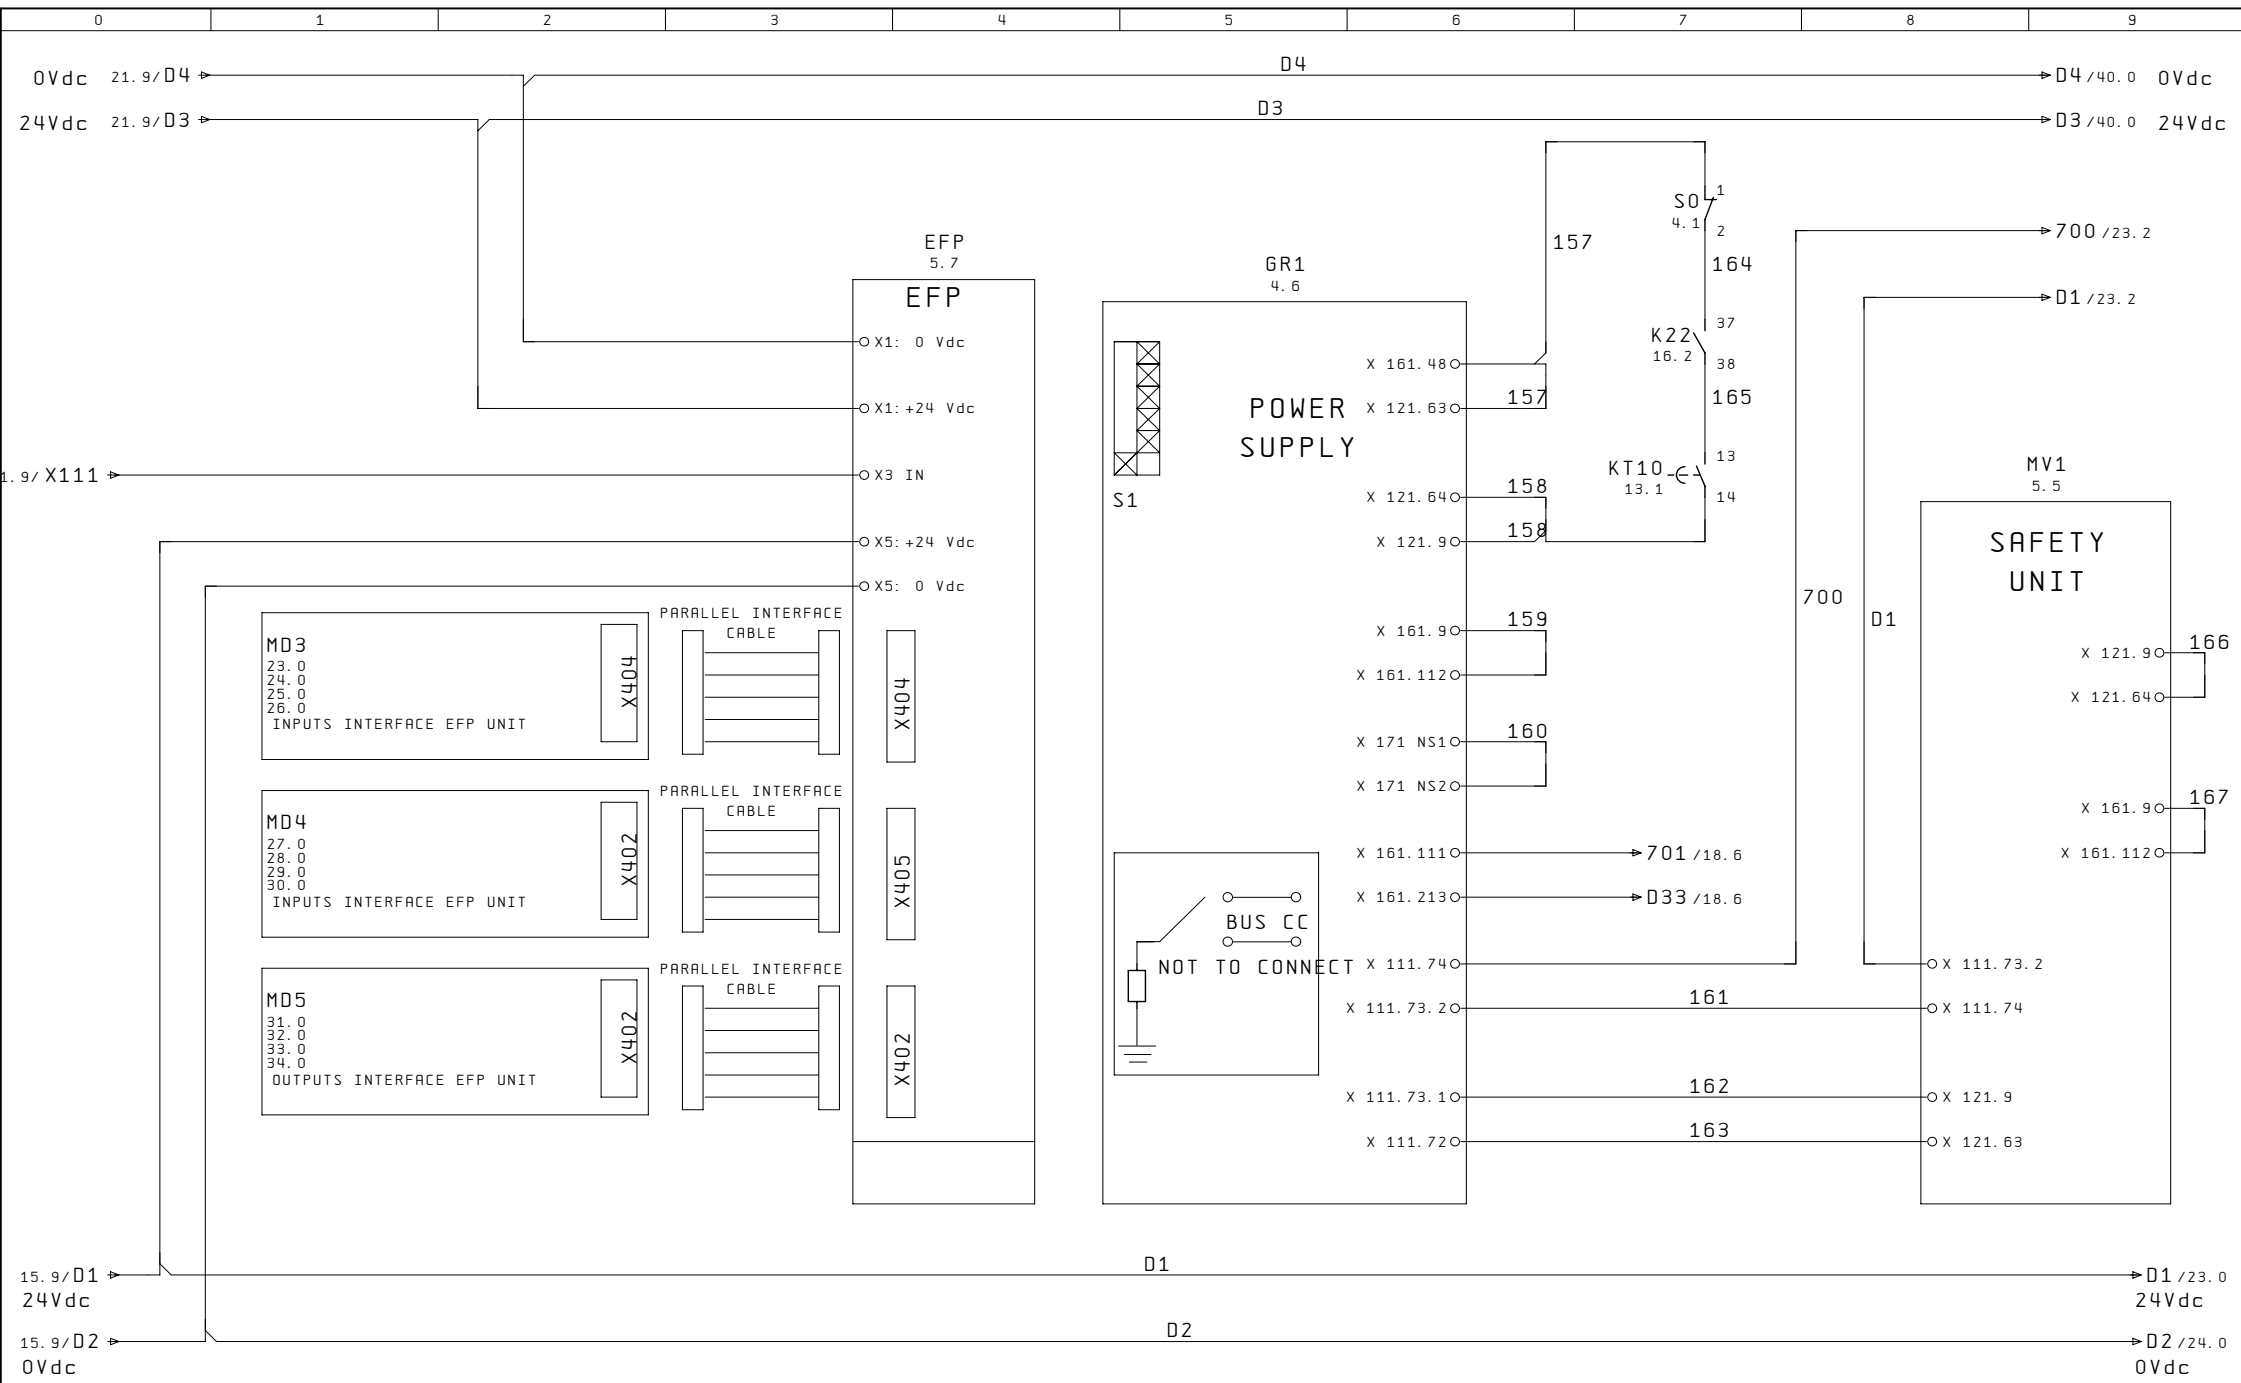 0 1 2 3 4 5 6 7 8 9
0Vdc 21.9/D4 D4 D4/40.0 0Vdc
24Vdc 21.9/D3 D3 D3/40.0 24Vdc
S0
4.1
1
2
157
164
700/23.2
D1/23.2
EFP
5.7
EFP
GR1
4.6
K22
16.2
37
38
165
KT10
13.1
13
14
X1: 0 Vdc
X1:+24 Vdc
1.9/X111
X3 IN
X5:+24 Vdc
X5: 0 Vdc
S1
POWER
SUPPLY
X 161.48
X 121.63 157
X 121.64 158
X 121.9 158
X 161.9 159
X 161.112
X 171 NS1 160
X 171 NS2
X 161.111 701/18.6
X 161.213 D33/18.6
X 111.74
X 111.73.2 161
X 111.73.1 162
X 111.72 163
BUS CC
NOT TO CONNECT
700
D1
MV1
5.5
SAFETY
UNIT
X 121.9 166
X 121.64
X 161.9 167
X 161.112
X 111.73.2
X 111.74
X 121.9
X 121.63
MD3
23.0
24.0
25.0
26.0
INPUTS INTERFACE EFP UNIT
X404
PARALLEL INTERFACE
CABLE
X404
MD4
27.0
28.0
29.0
30.0
INPUTS INTERFACE EFP UNIT
X402
PARALLEL INTERFACE
CABLE
X405
MD5
31.0
32.0
33.0
34.0
OUTPUTS INTERFACE EFP UNIT
X402
PARALLEL INTERFACE
CABLE
X402
15.9/D1 D1 D1/23.0
24Vdc 24Vdc
15.9/D2 D2 D2/24.0
0Vdc 0Vdc